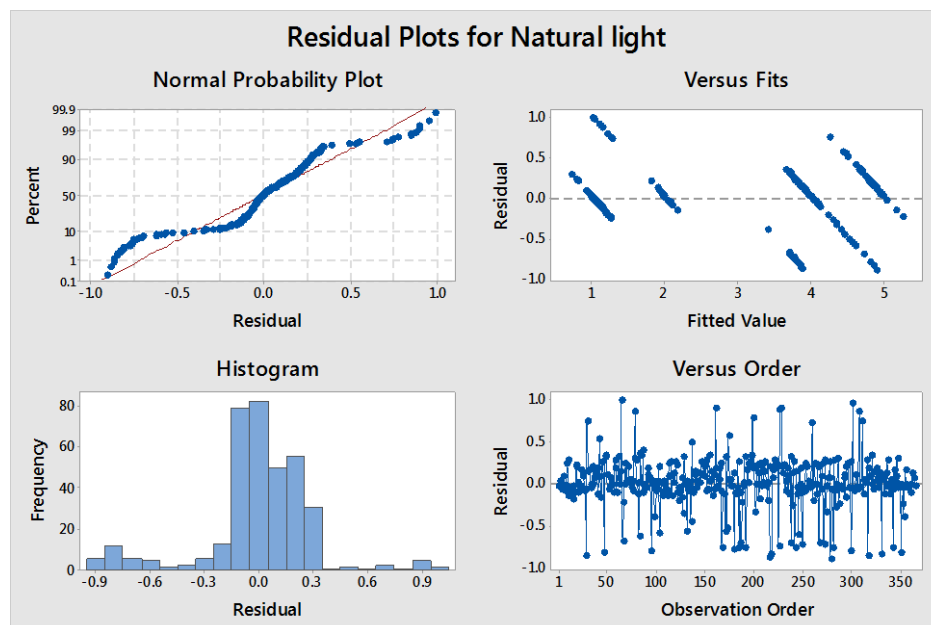 Residual Plots for Natural light
Normal Probability Plot
99.9
99
90
50
10
1
0.1
Percent
-1.0 -0.5 0.0 0.5 1.0
Residual
Versus Fits
1.0
0.5
0.0
-0.5
-1.0
Residual
1 2 3 4 5
Fitted Value
Histogram
80
60
40
20
0
Frequency
-0.9 -0.6 -0.3 0.0 0.3 0.6 0.9
Residual
Versus Order
1.0
0.5
0.0
-0.5
-1.0
Residual
1 50 100 150 200 250 300 350
Observation Order